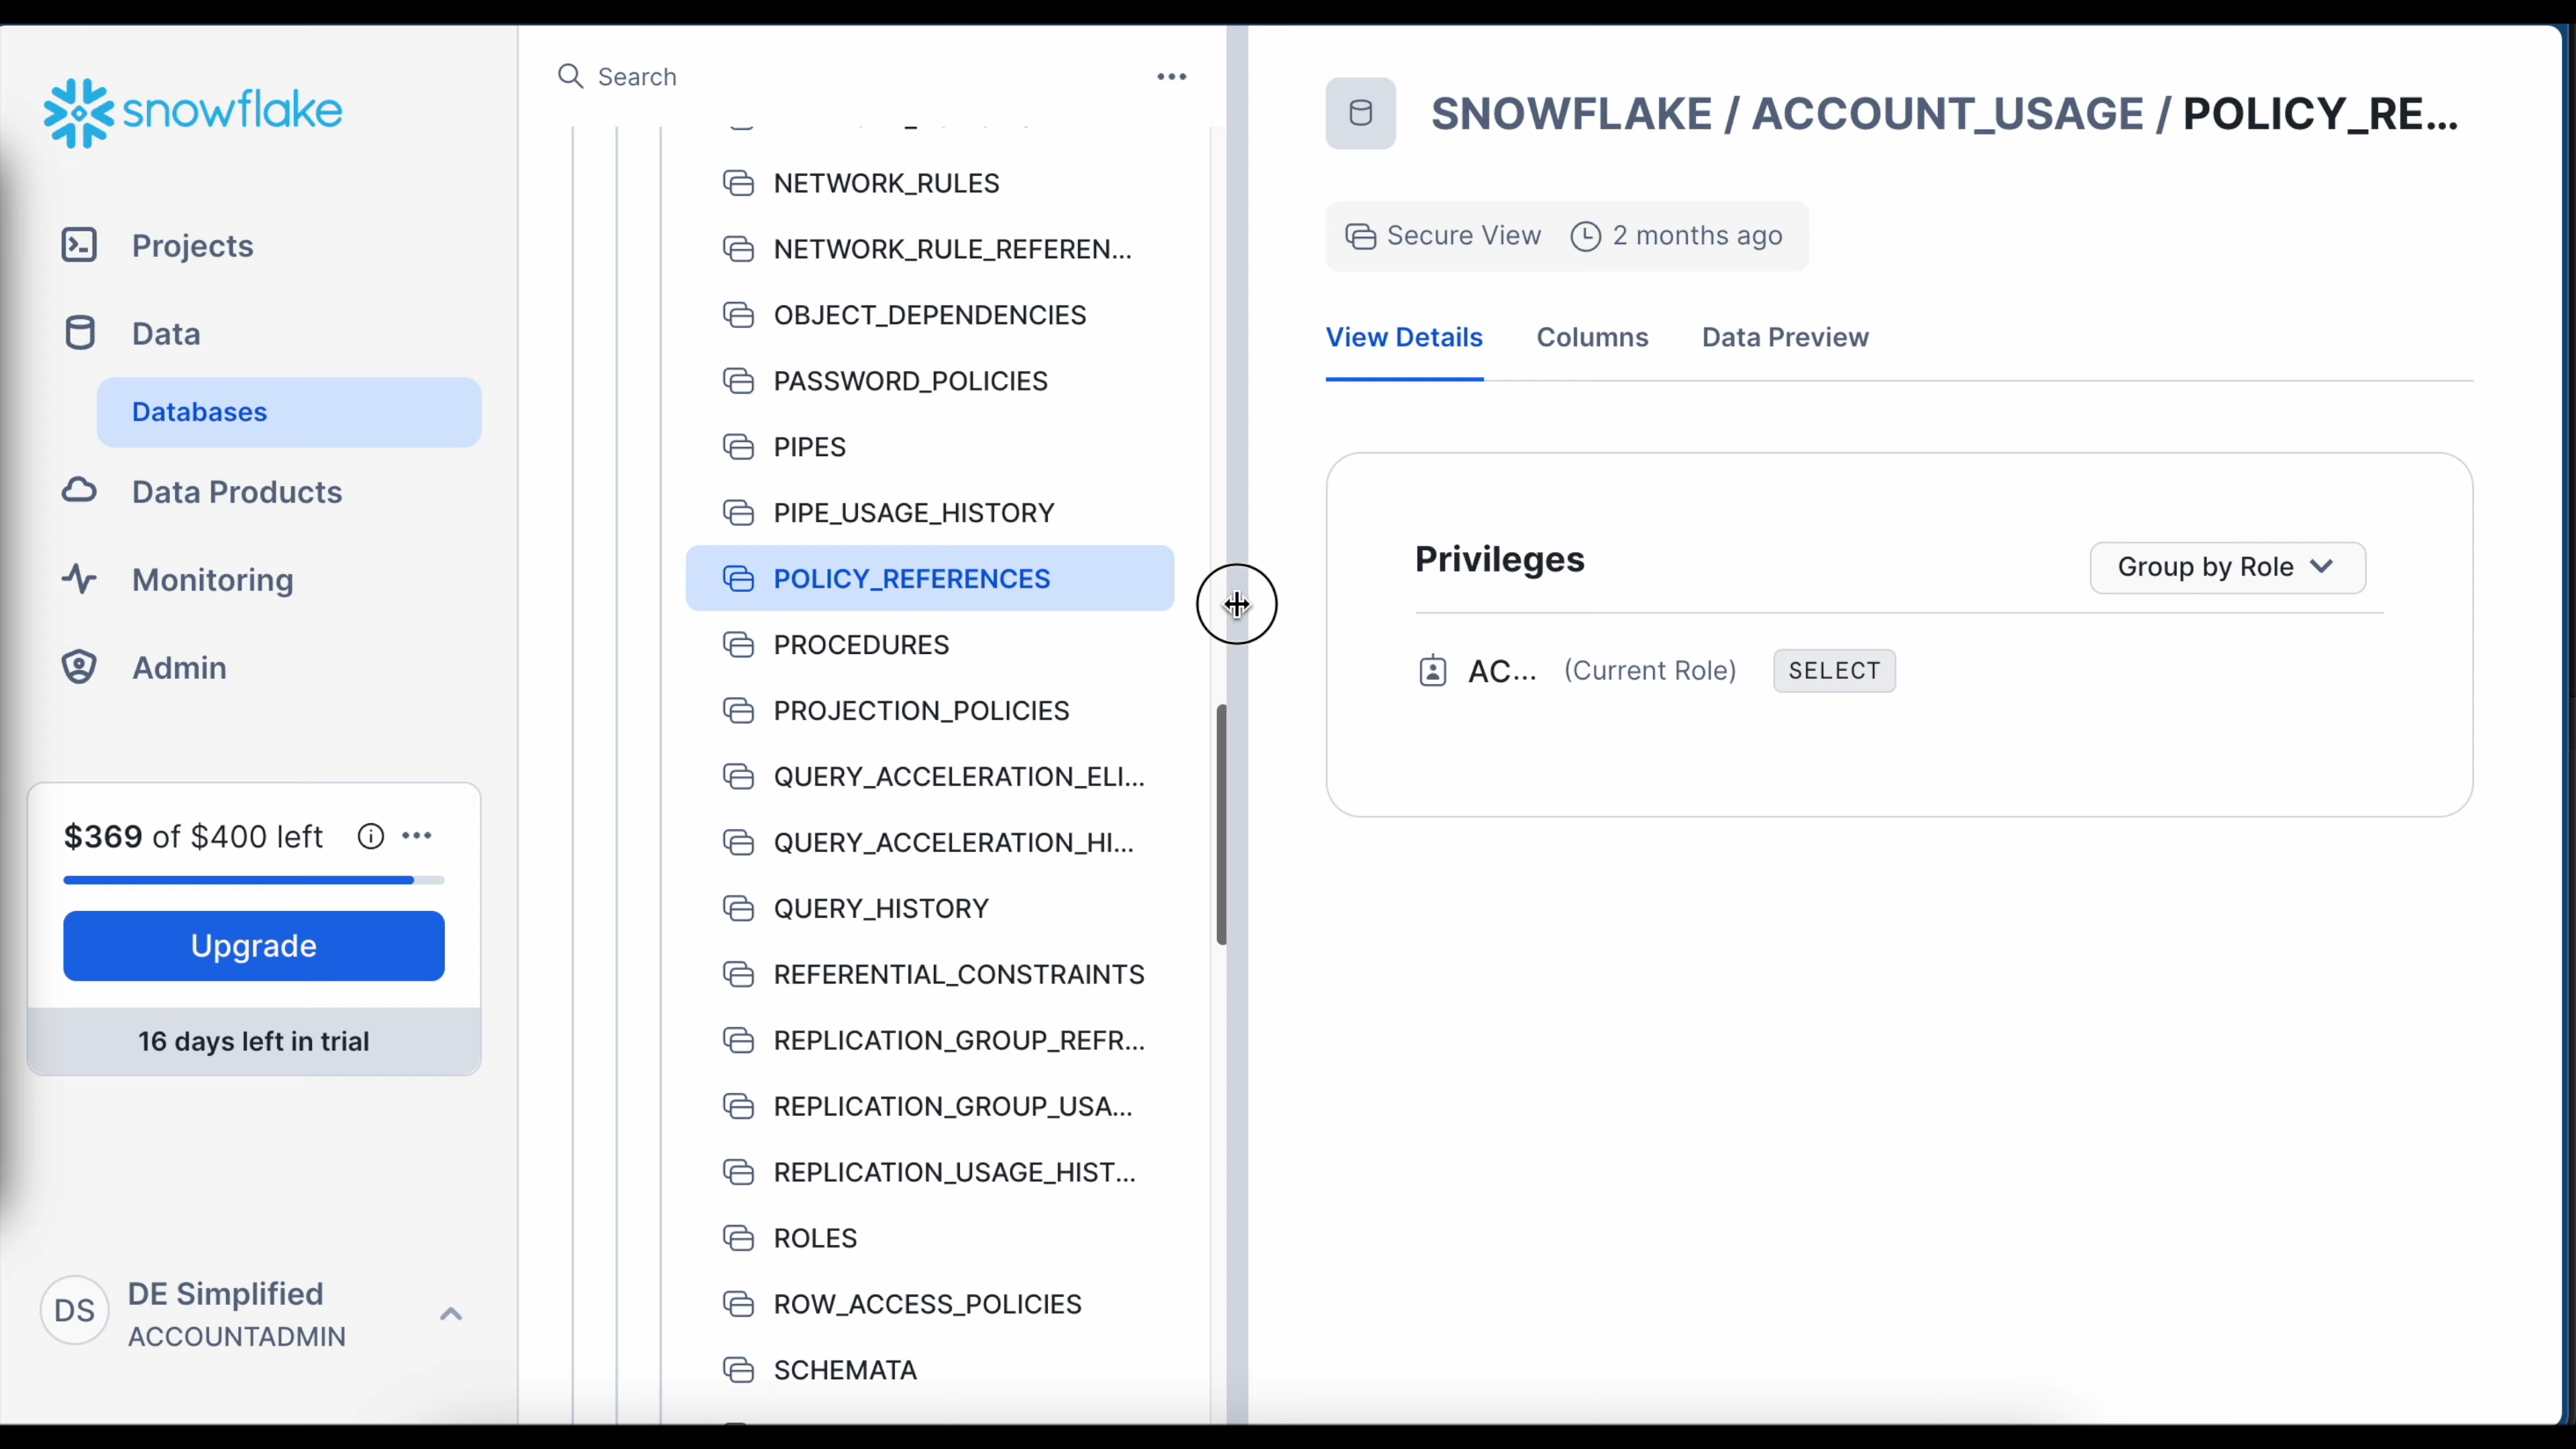 snowflake
Projects
Data
Databases
Data Products
Monitoring
Admin
$369 of $400 left
Upgrade
16 days left in trial
DS
DE Simplified
ACCOUNTADMIN
Search
NETWORK_RULES
NETWORK_RULE_REFEREN...
OBJECT_DEPENDENCIES
PASSWORD_POLICIES
PIPES
PIPE_USAGE_HISTORY
POLICY_REFERENCES
PROCEDURES
PROJECTION_POLICIES
QUERY_ACCELERATION_ELI...
QUERY_ACCELERATION_HI...
QUERY_HISTORY
REFERENTIAL_CONSTRAINTS
REPLICATION_GROUP_REFR...
REPLICATION_GROUP_USA...
REPLICATION_USAGE_HIST...
ROLES
ROW_ACCESS_POLICIES
SCHEMATA
SNOWFLAKE / ACCOUNT_USAGE / POLICY_RE...
Secure View 2 months ago
View Details Columns Data Preview
Privileges
Group by Role
AC... (Current Role) SELECT